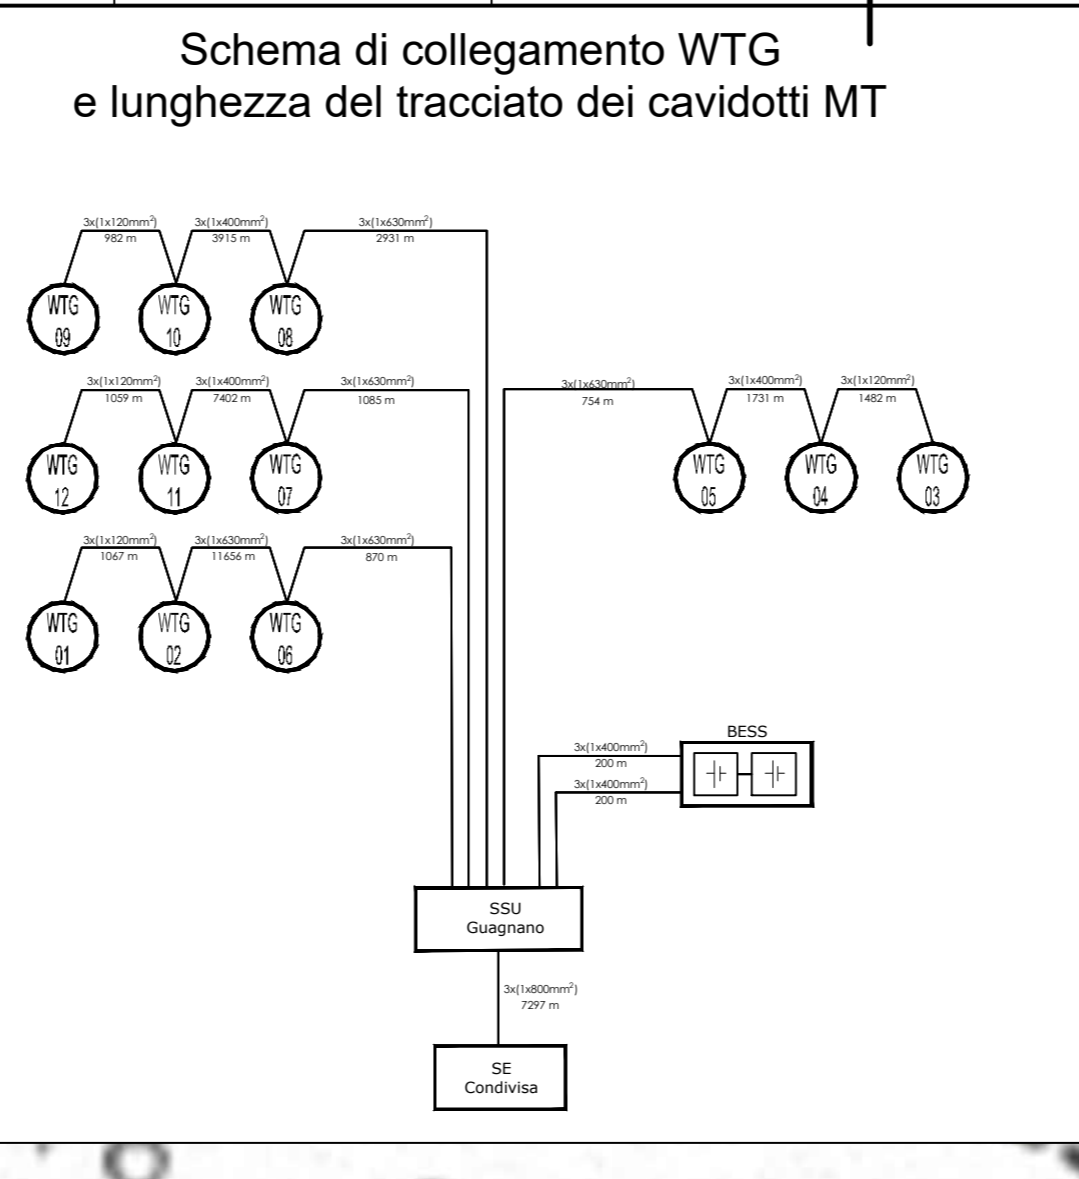 Schema di collegamento WTG
e lunghezza del tracciato dei cavidotti MT
3x(1x120mm²)
982 m
3x(1x400mm²)
3915 m
3x(1x630mm²)
2931 m
WTG
09
WTG
10
WTG
08
3x(1x120mm²)
1059 m
3x(1x400mm²)
7402 m
3x(1x630mm²)
1085 m
WTG
12
WTG
11
WTG
07
3x(1x630mm²)
754 m
3x(1x400mm²)
1731 m
3x(1x120mm²)
1482 m
WTG
05
WTG
04
WTG
03
3x(1x120mm²)
1067 m
3x(1x630mm²)
11656 m
3x(1x630mm²)
870 m
WTG
01
WTG
02
WTG
06
BESS
3x(1x400mm²)
200 m
3x(1x400mm²)
200 m
SSU
Guagnano
3x(1x800mm²)
7297 m
SE
Condivisa